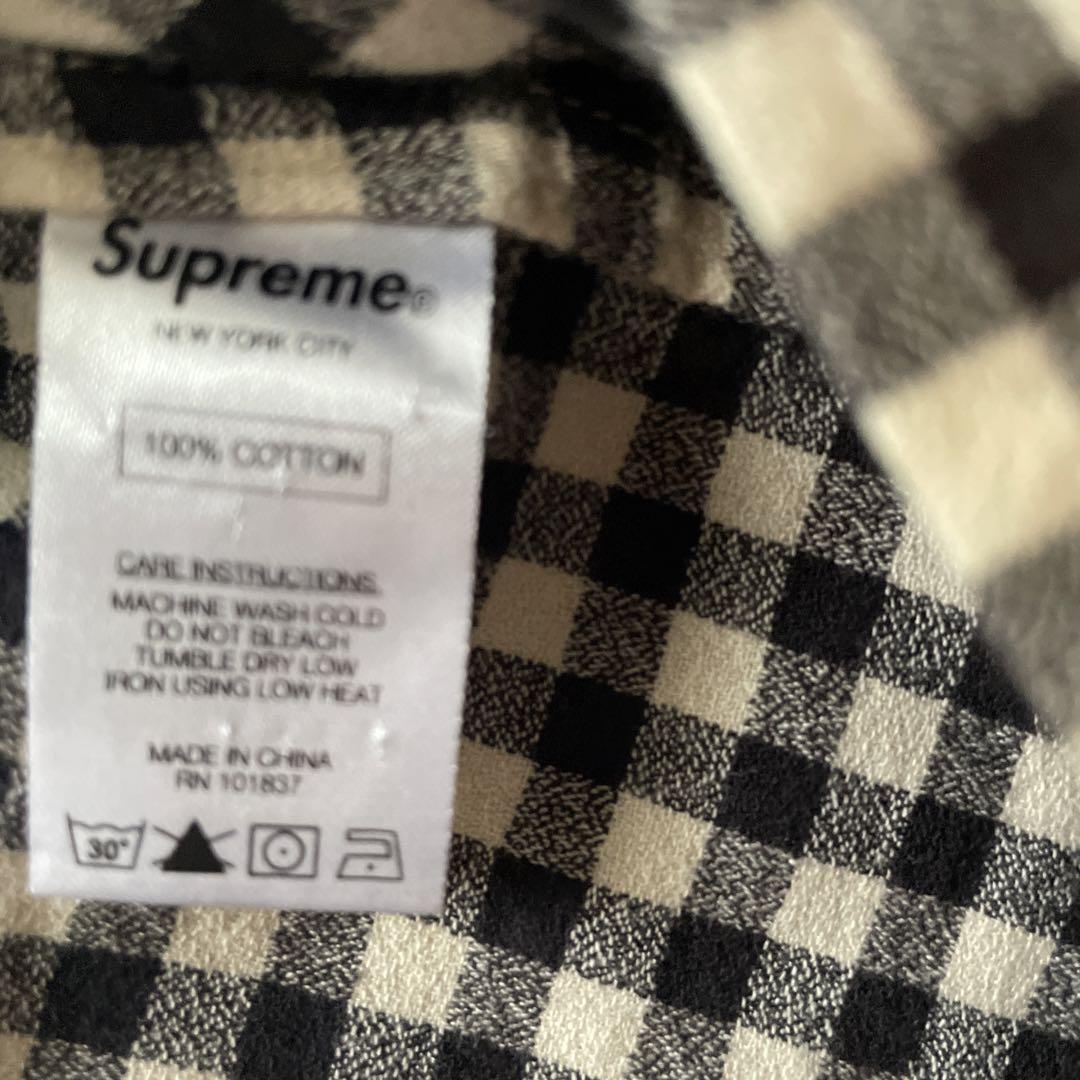 Supreme®
NEW YORK CITY
100% COTTON
CARE INSTRUCTIONS
MACHINE WASH COLD
DO NOT BLEACH
TUMBLE DRY LOW
IRON USING LOW HEAT
MADE IN CHINA
RN 101837
30°